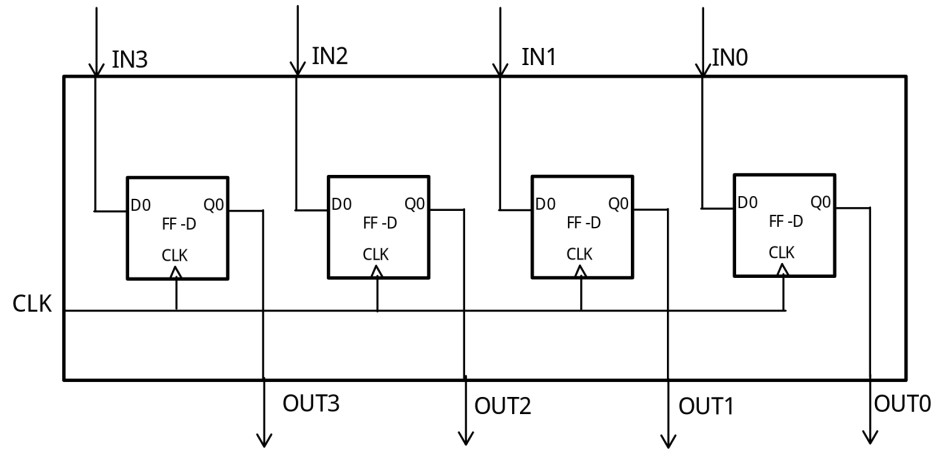 IN3
IN2
IN1
IN0
D0 Q0
FF -D
CLK
D0 Q0
FF -D
CLK
D0 Q0
FF -D
CLK
D0 Q0
FF -D
CLK
CLK
OUT3
OUT2
OUT1
OUT0